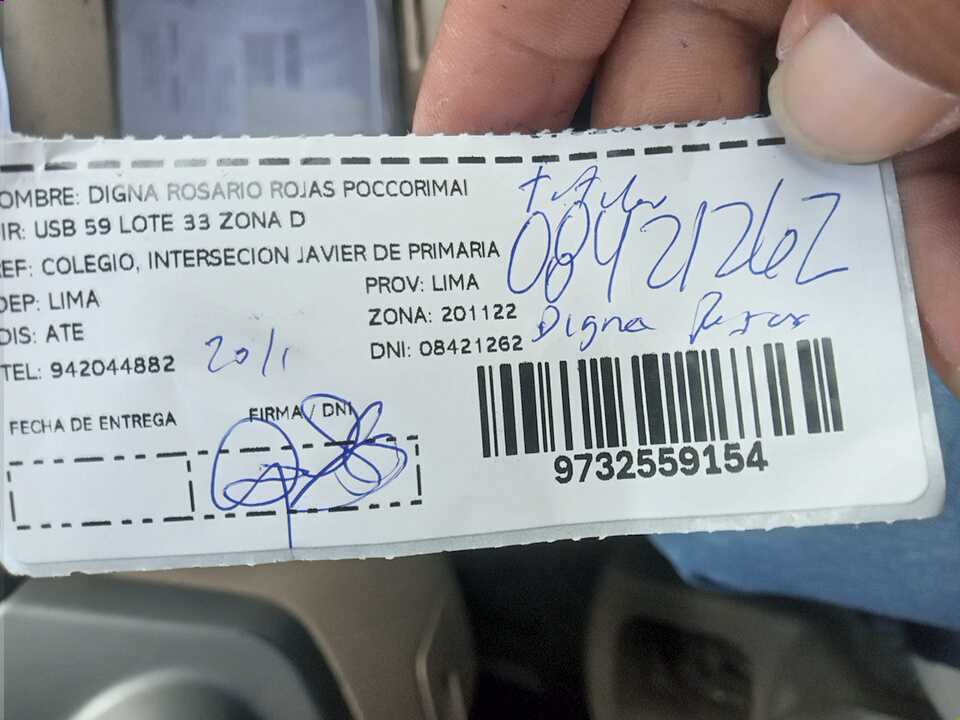 OMBRE: DIGNA ROSARIO ROJAS POCCORIMAI
IR: USB 59 LOTE 33 ZONA D
EF: COLEGIO, INTERSECION JAVIER DE PRIMARIA
DEP: LIMA
PROV: LIMA
DIS: ATE
ZONA: 201122
TEL: 942044882
DNI: 08421262
Titular
08421262
Digna Rojas
20/1
FECHA DE ENTREGA
FIRMA / DNI
9732559154